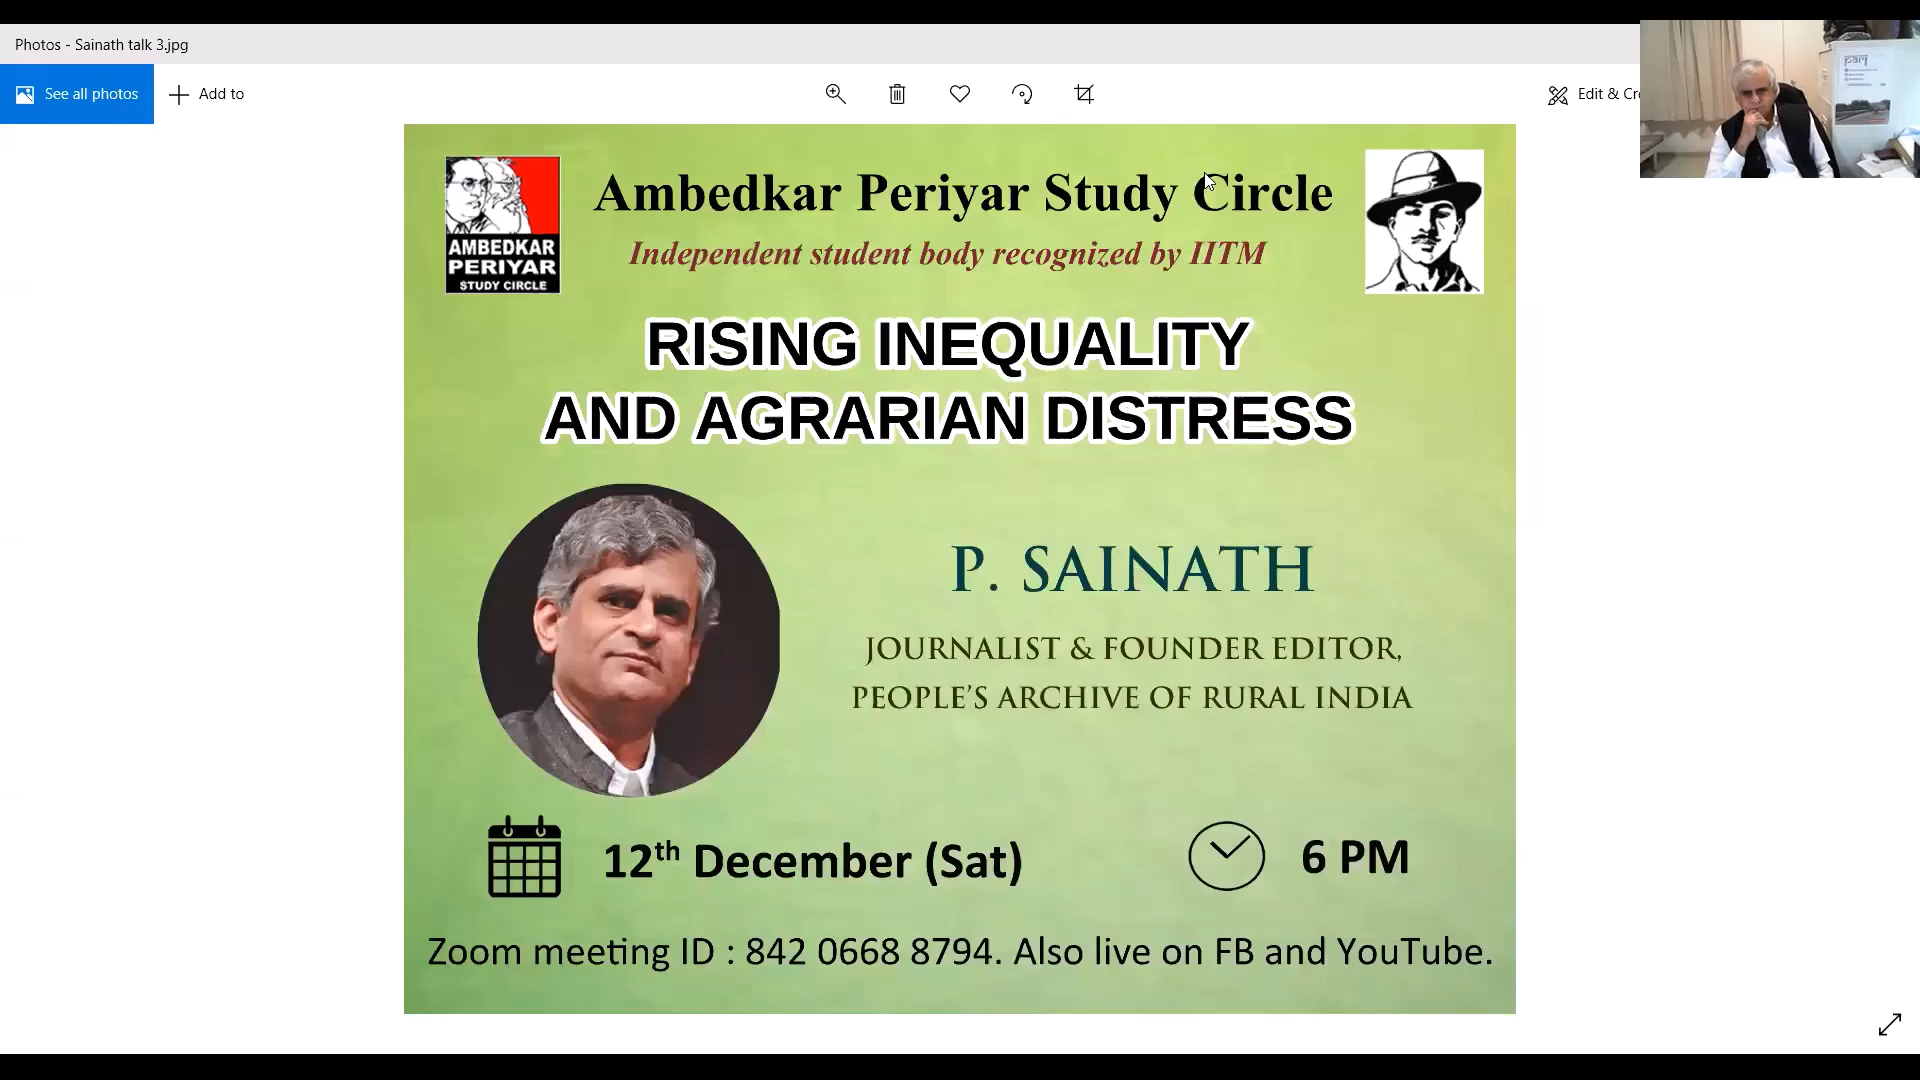 Photos - Sainath talk 3.jpg
See all photos
Add to
Edit & Cre
pari
AMBEDKAR
PERIYAR
STUDY CIRCLE
Ambedkar Periyar Study Circle
Independent student body recognized by IITM
RISING INEQUALITY
AND AGRARIAN DISTRESS
P. SAINATH
JOURNALIST & FOUNDER EDITOR,
PEOPLE'S ARCHIVE OF RURAL INDIA
12th December (Sat)
6 PM
Zoom meeting ID : 842 0668 8794. Also live on FB and YouTube.